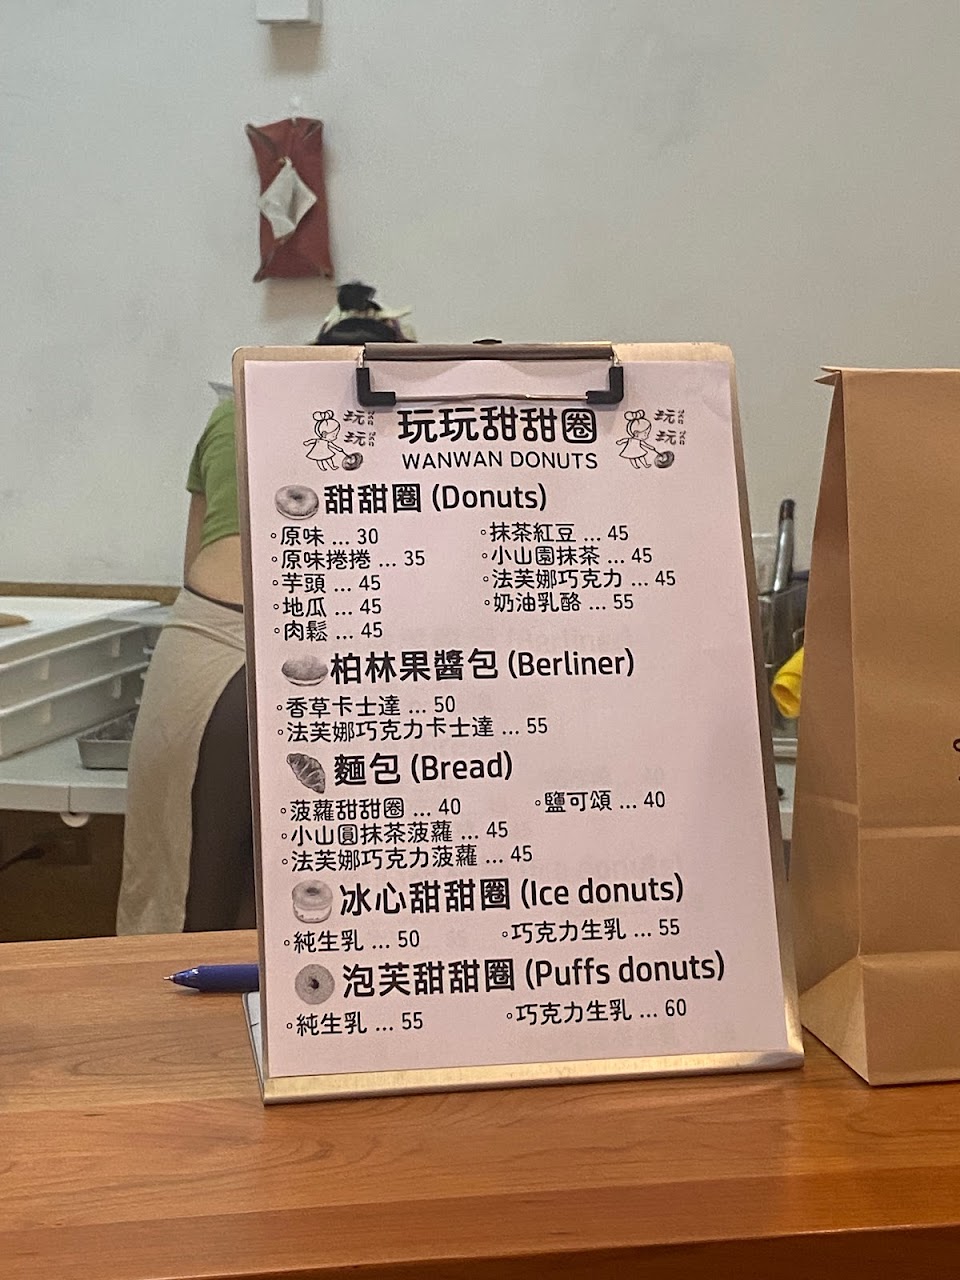 玩玩
玩玩甜甜圈
玩玩
WANWAN DONUTS
甜甜圈 (Donuts)
◦原味 ... 30
◦抹茶紅豆 ... 45
◦原味捲捲 ... 35
◦小山園抹茶 ... 45
◦芋頭 ... 45
◦法芙娜巧克力 ... 45
◦地瓜 ... 45
◦奶油乳酪 ... 55
◦肉鬆 ... 45
柏林果醬包 (Berliner)
◦香草卡士達 ... 50
◦法芙娜巧克力卡士達 ... 55
麵包 (Bread)
◦菠蘿甜甜圈 ... 40
◦鹽可頌 ... 40
◦小山圓抹茶菠蘿 ... 45
◦法芙娜巧克力菠蘿 ... 45
冰心甜甜圈 (Ice donuts)
◦純生乳 ... 50
◦巧克力生乳 ... 55
泡芙甜甜圈 (Puffs donuts)
◦純生乳 ... 55
◦巧克力生乳 ... 60